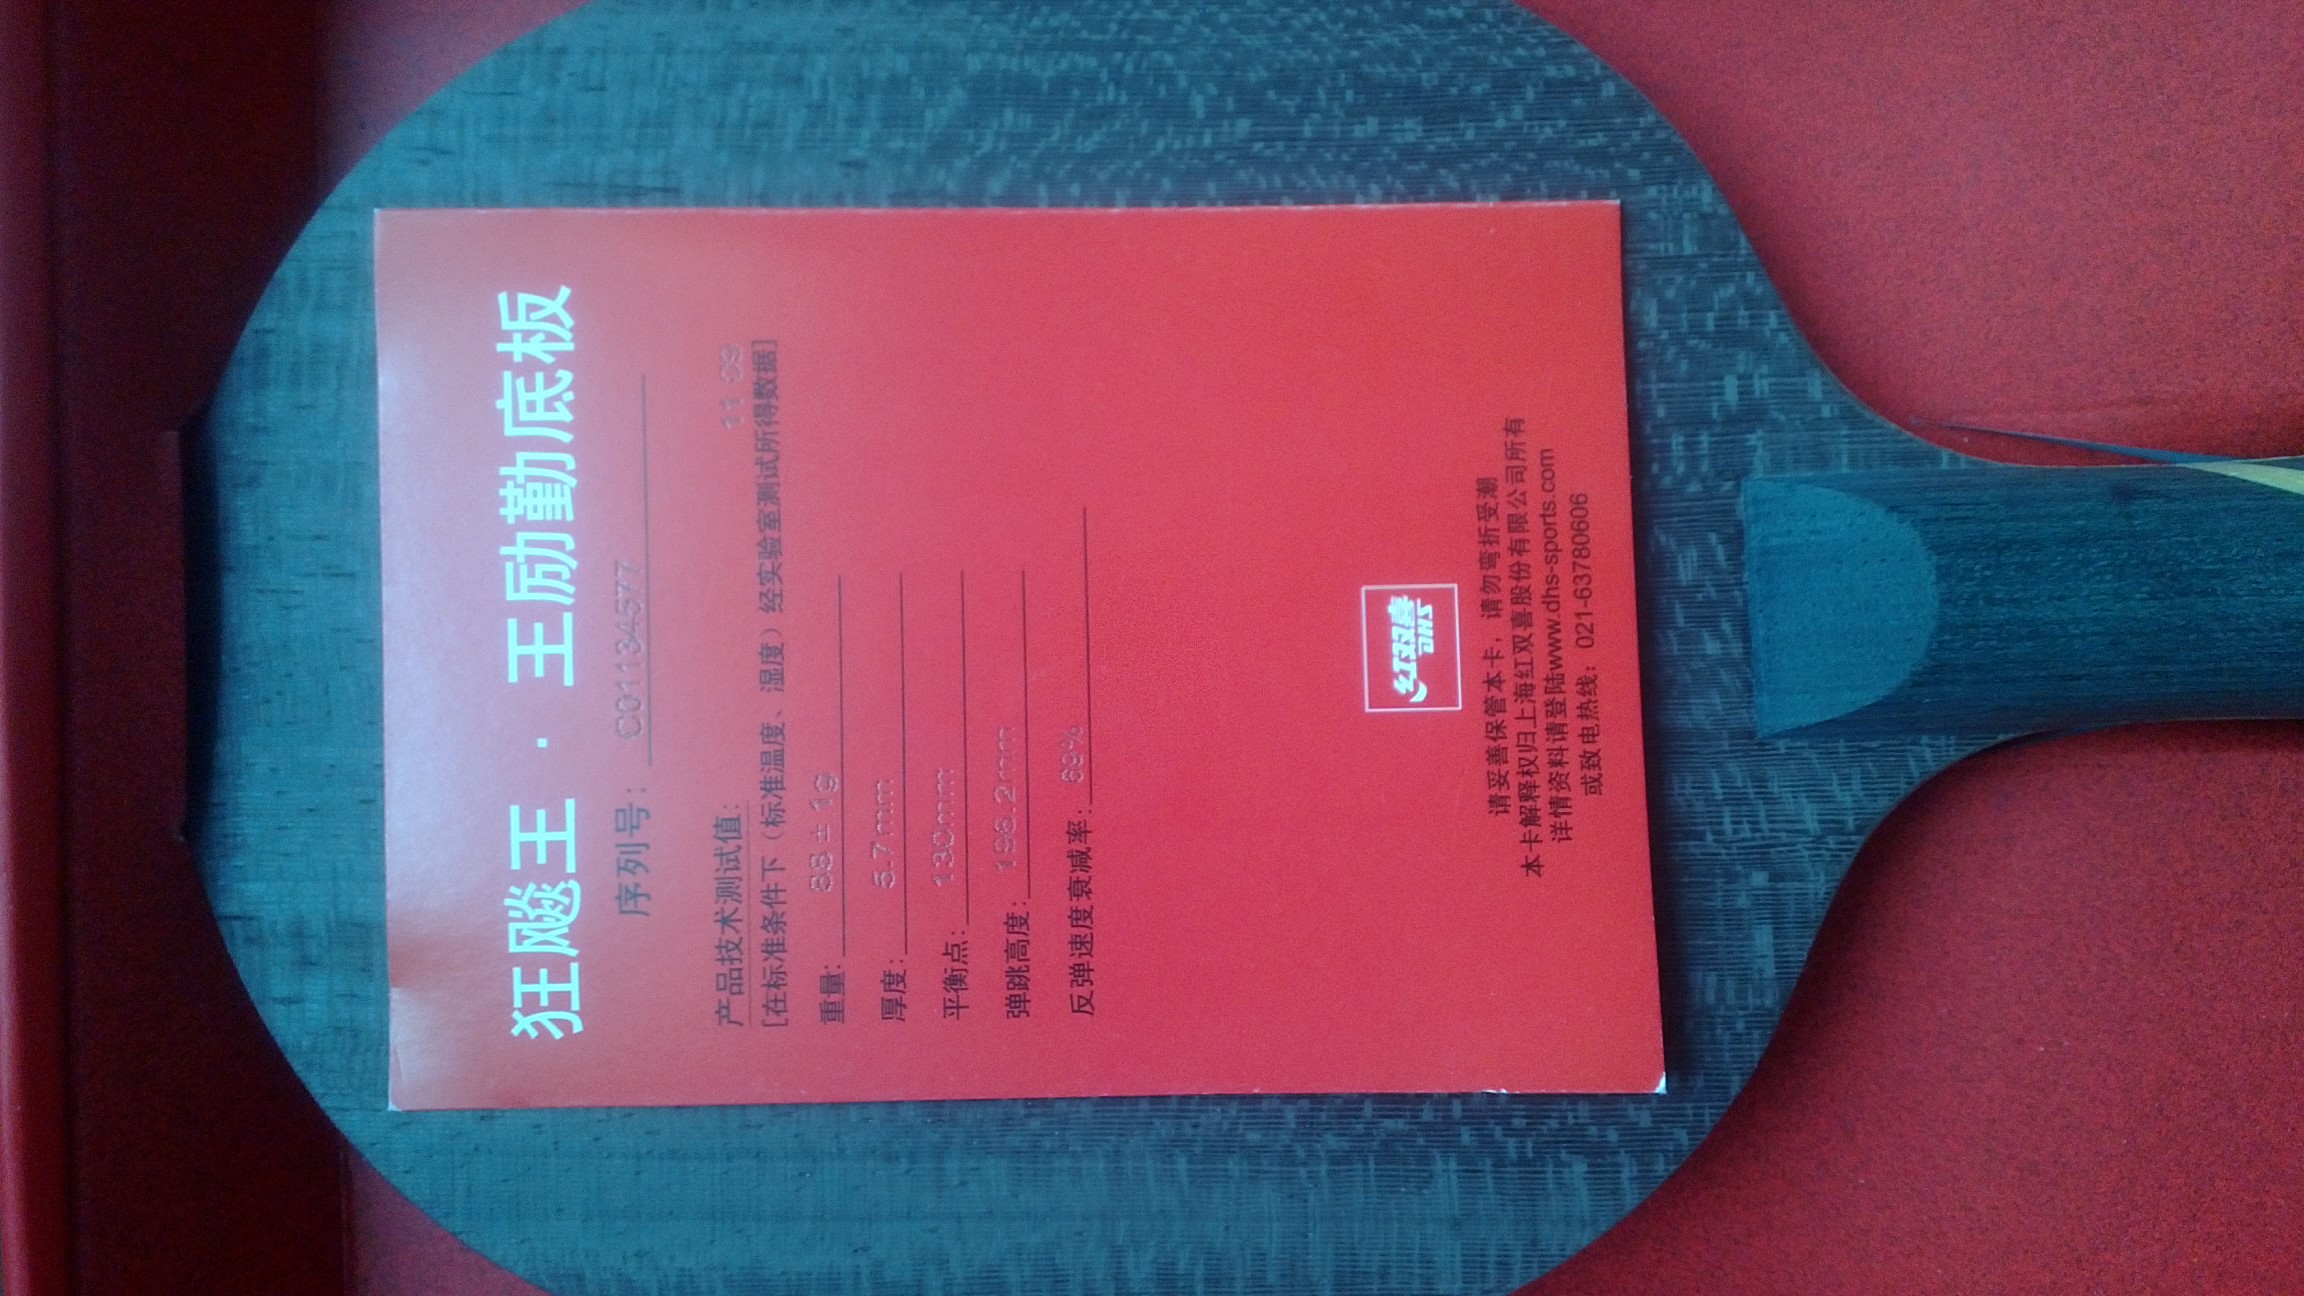 狂飚王·王励勤底板
序列号: C01134577
11 09
产品技术测试值:
[在标准条件下（标准温度、湿度）经实验室测试所得数据]
重量: ± 1g
厚度: 5.7mm
平衡点: 130mm
弹跳高度:
反弹速度衰减率:
红双喜
DHS
请妥善保管本卡，请勿弯折受潮
本卡解释权归上海红双喜股份有限公司所有
详情资料请登陆www.dhs-sports.com
或致电热线：021-63780606